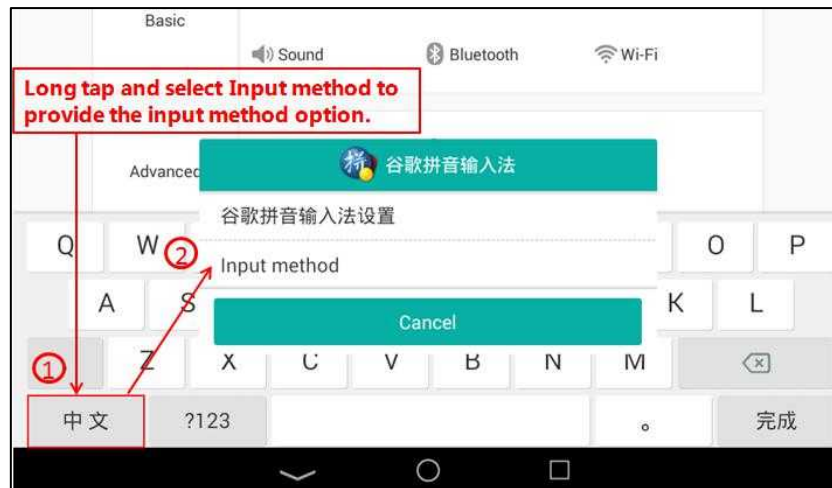 Basic
Sound Bluetooth Wi-Fi
Long tap and select Input method to
provide the input method option.
Advanced
谷歌拼音输入法
谷歌拼音输入法设置
Input method
Cancel
Q W ② O P
A S K L
① Z X C V B N M
中文 ?123 。 完成